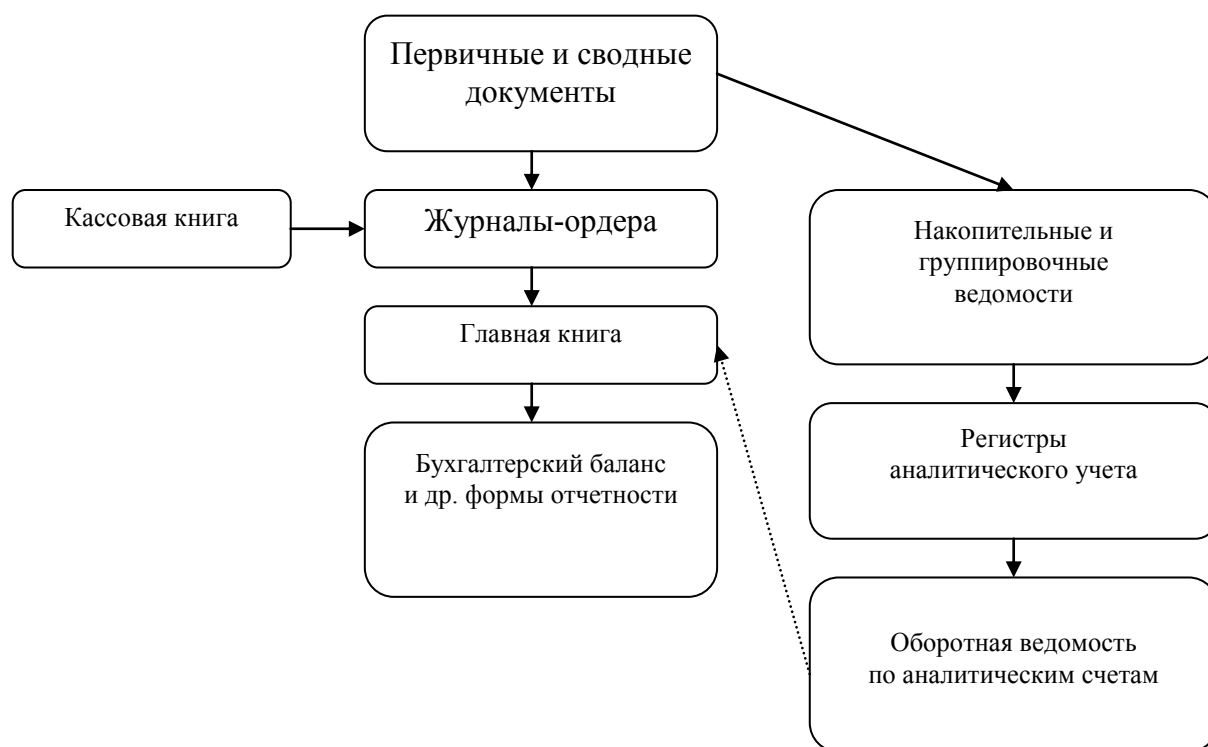 Первичные и сводные
документы
Кассовая книга
Журналы-ордера
Накопительные и
группировочные
ведомости
Главная книга
Регистры
аналитического учета
Бухгалтерский баланс
и др. формы отчетности
Оборотная ведомость
по аналитическим счетам